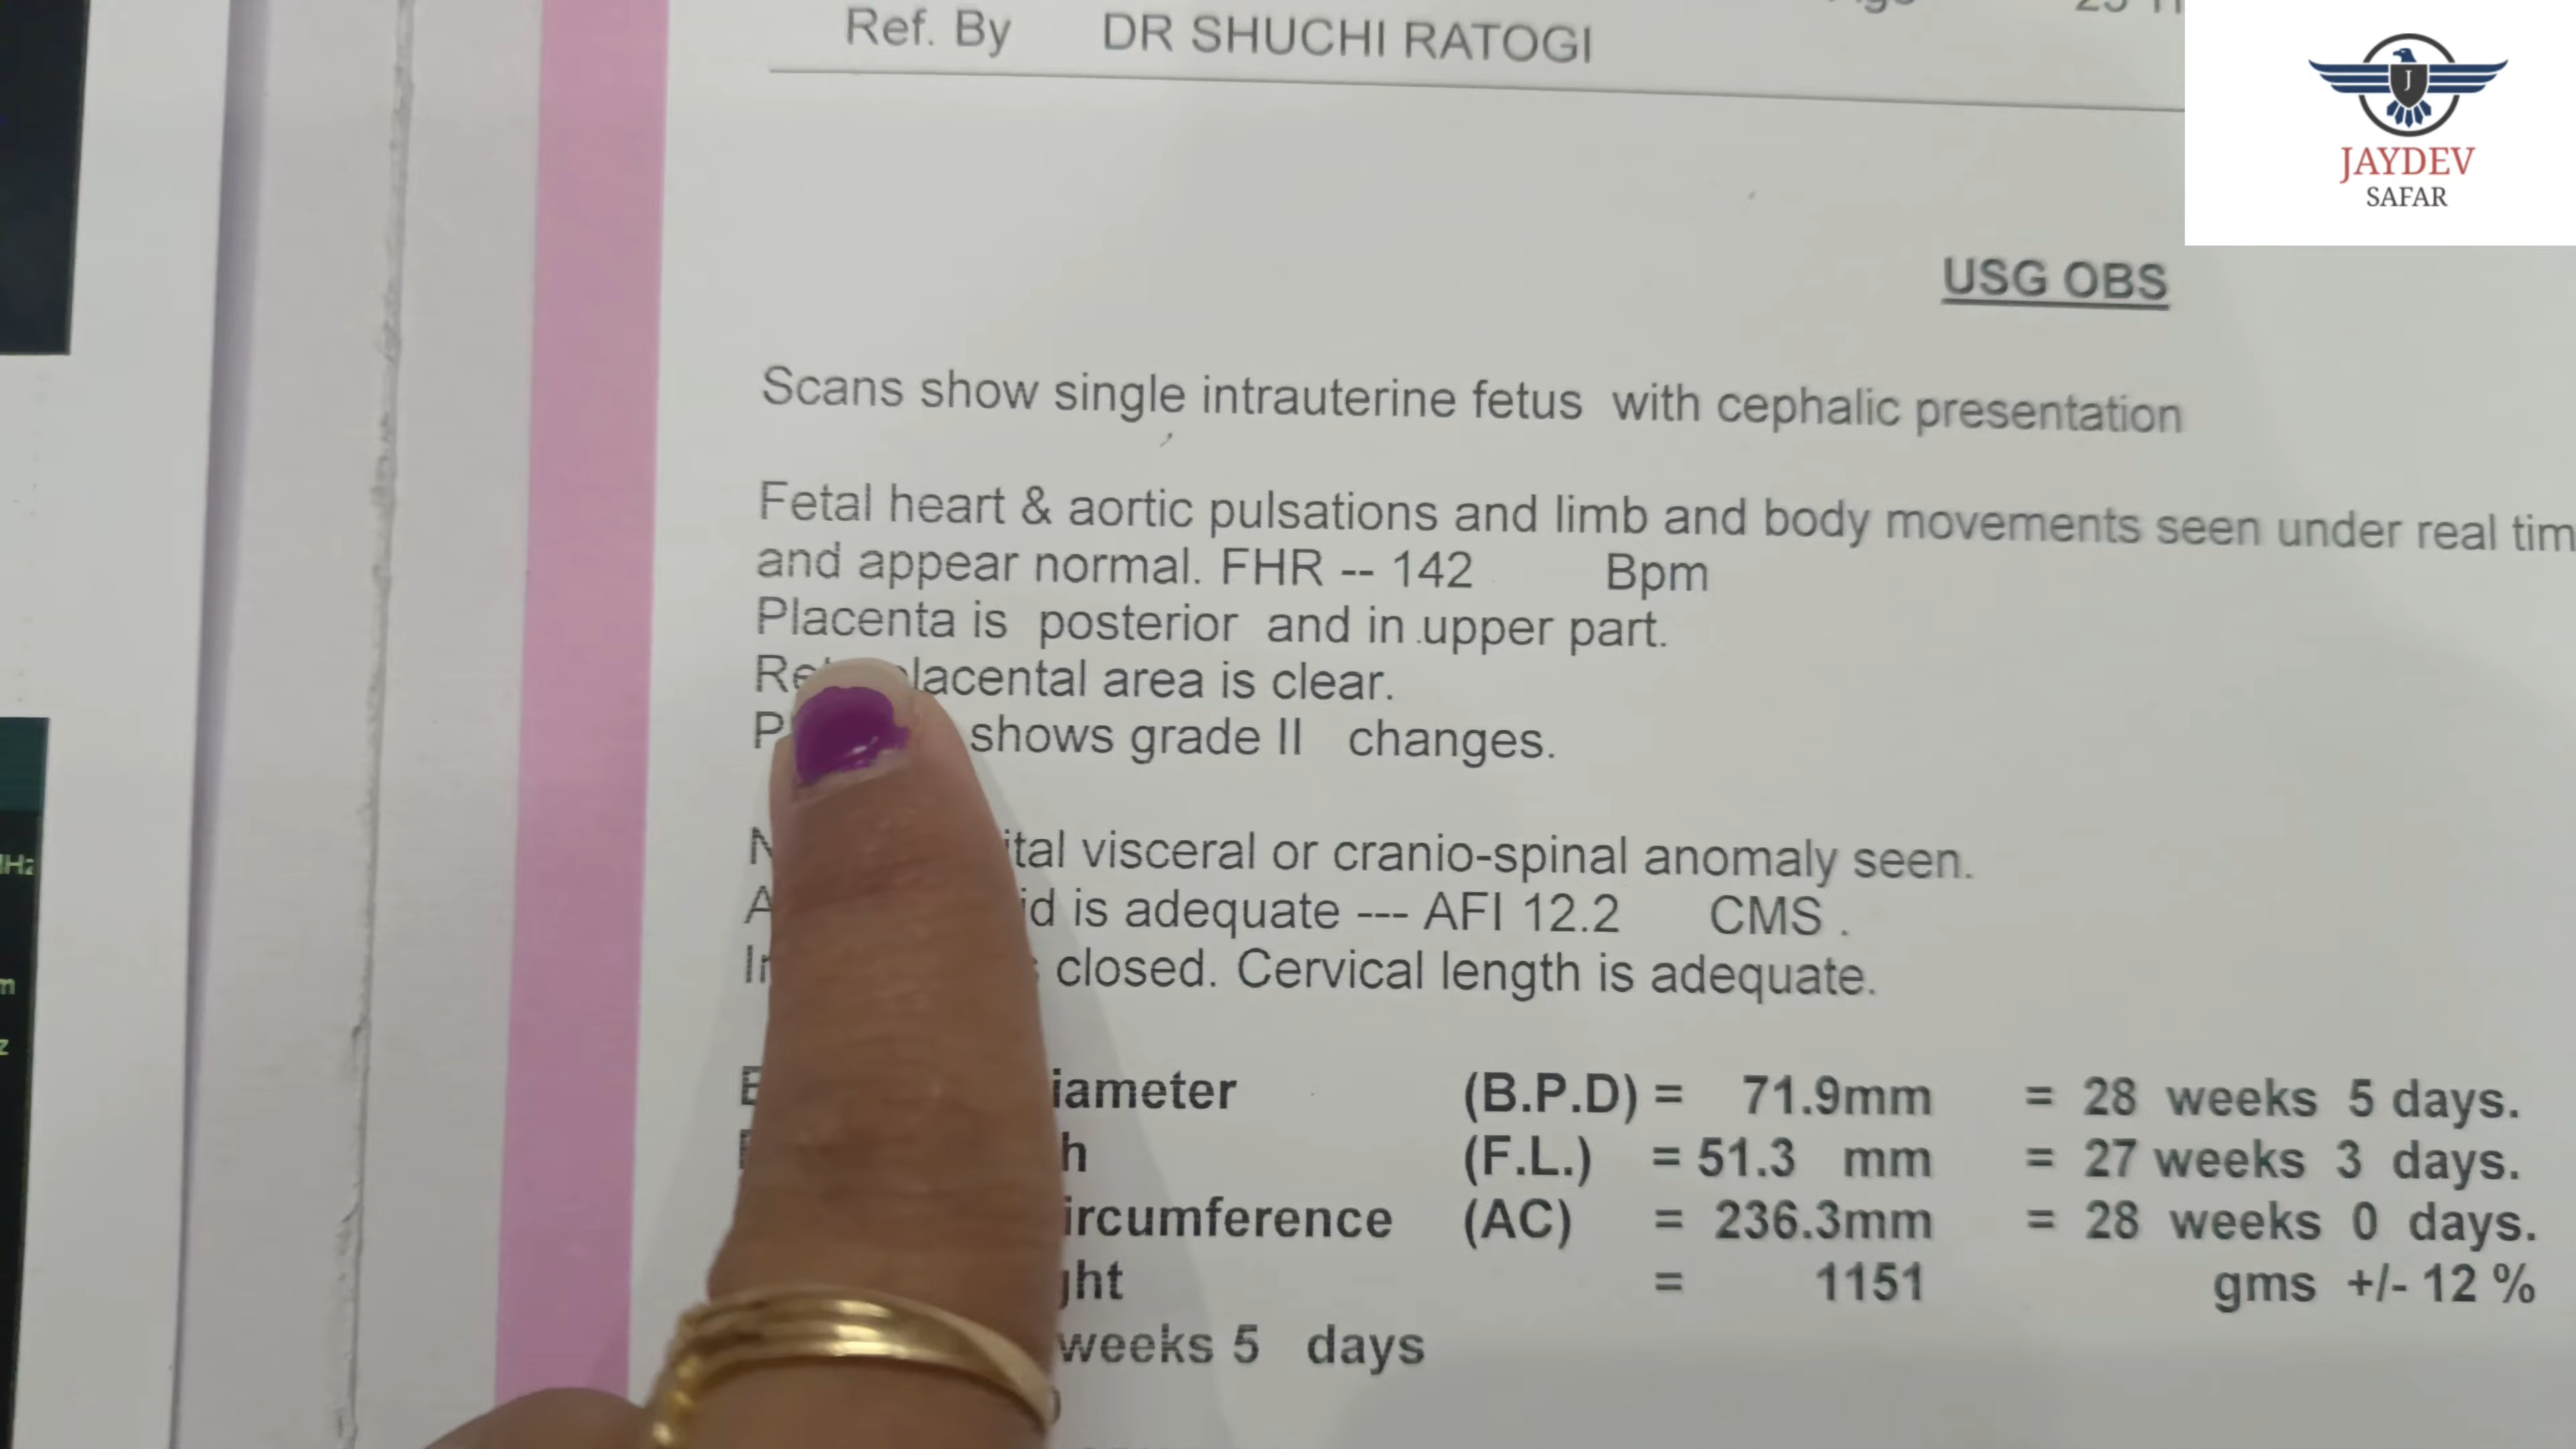 Ref. By DR SHUCHI RATOGI
JAYDEV
SAFAR
USG OBS
Scans show single intrauterine fetus with cephalic presentation
Fetal heart & aortic pulsations and limb and body movements seen under real tim
and appear normal. FHR -- 142 Bpm
Placenta is posterior and in upper part.
lacental area is clear.
shows grade II changes.
ital visceral or cranio-spinal anomaly seen.
id is adequate --- AFI 12.2 CMS .
closed. Cervical length is adequate.
iameter (B.P.D) = 71.9mm = 28 weeks 5 days.
h (F.L.) = 51.3 mm = 27 weeks 3 days.
ircumference (AC) = 236.3mm = 28 weeks 0 days.
ght = 1151 gms +/- 12 %
weeks 5 days